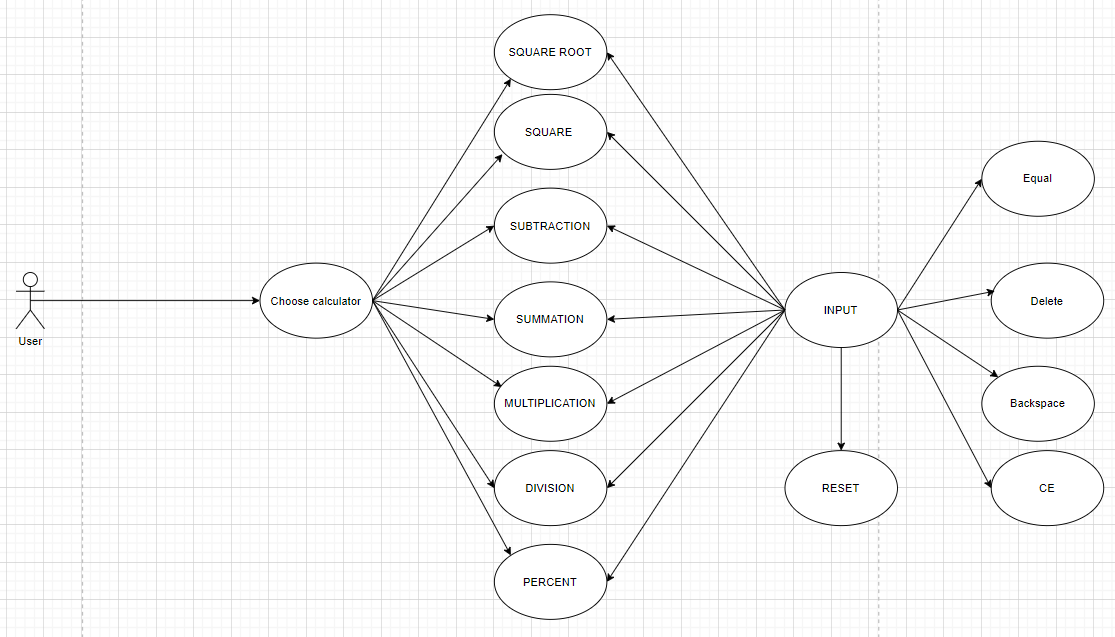 SQUARE ROOT
SQUARE
SUBTRACTION
SUMMATION
MULTIPLICATION
DIVISION
PERCENT
User
Choose calculator
INPUT
RESET
Equal
Delete
Backspace
CE